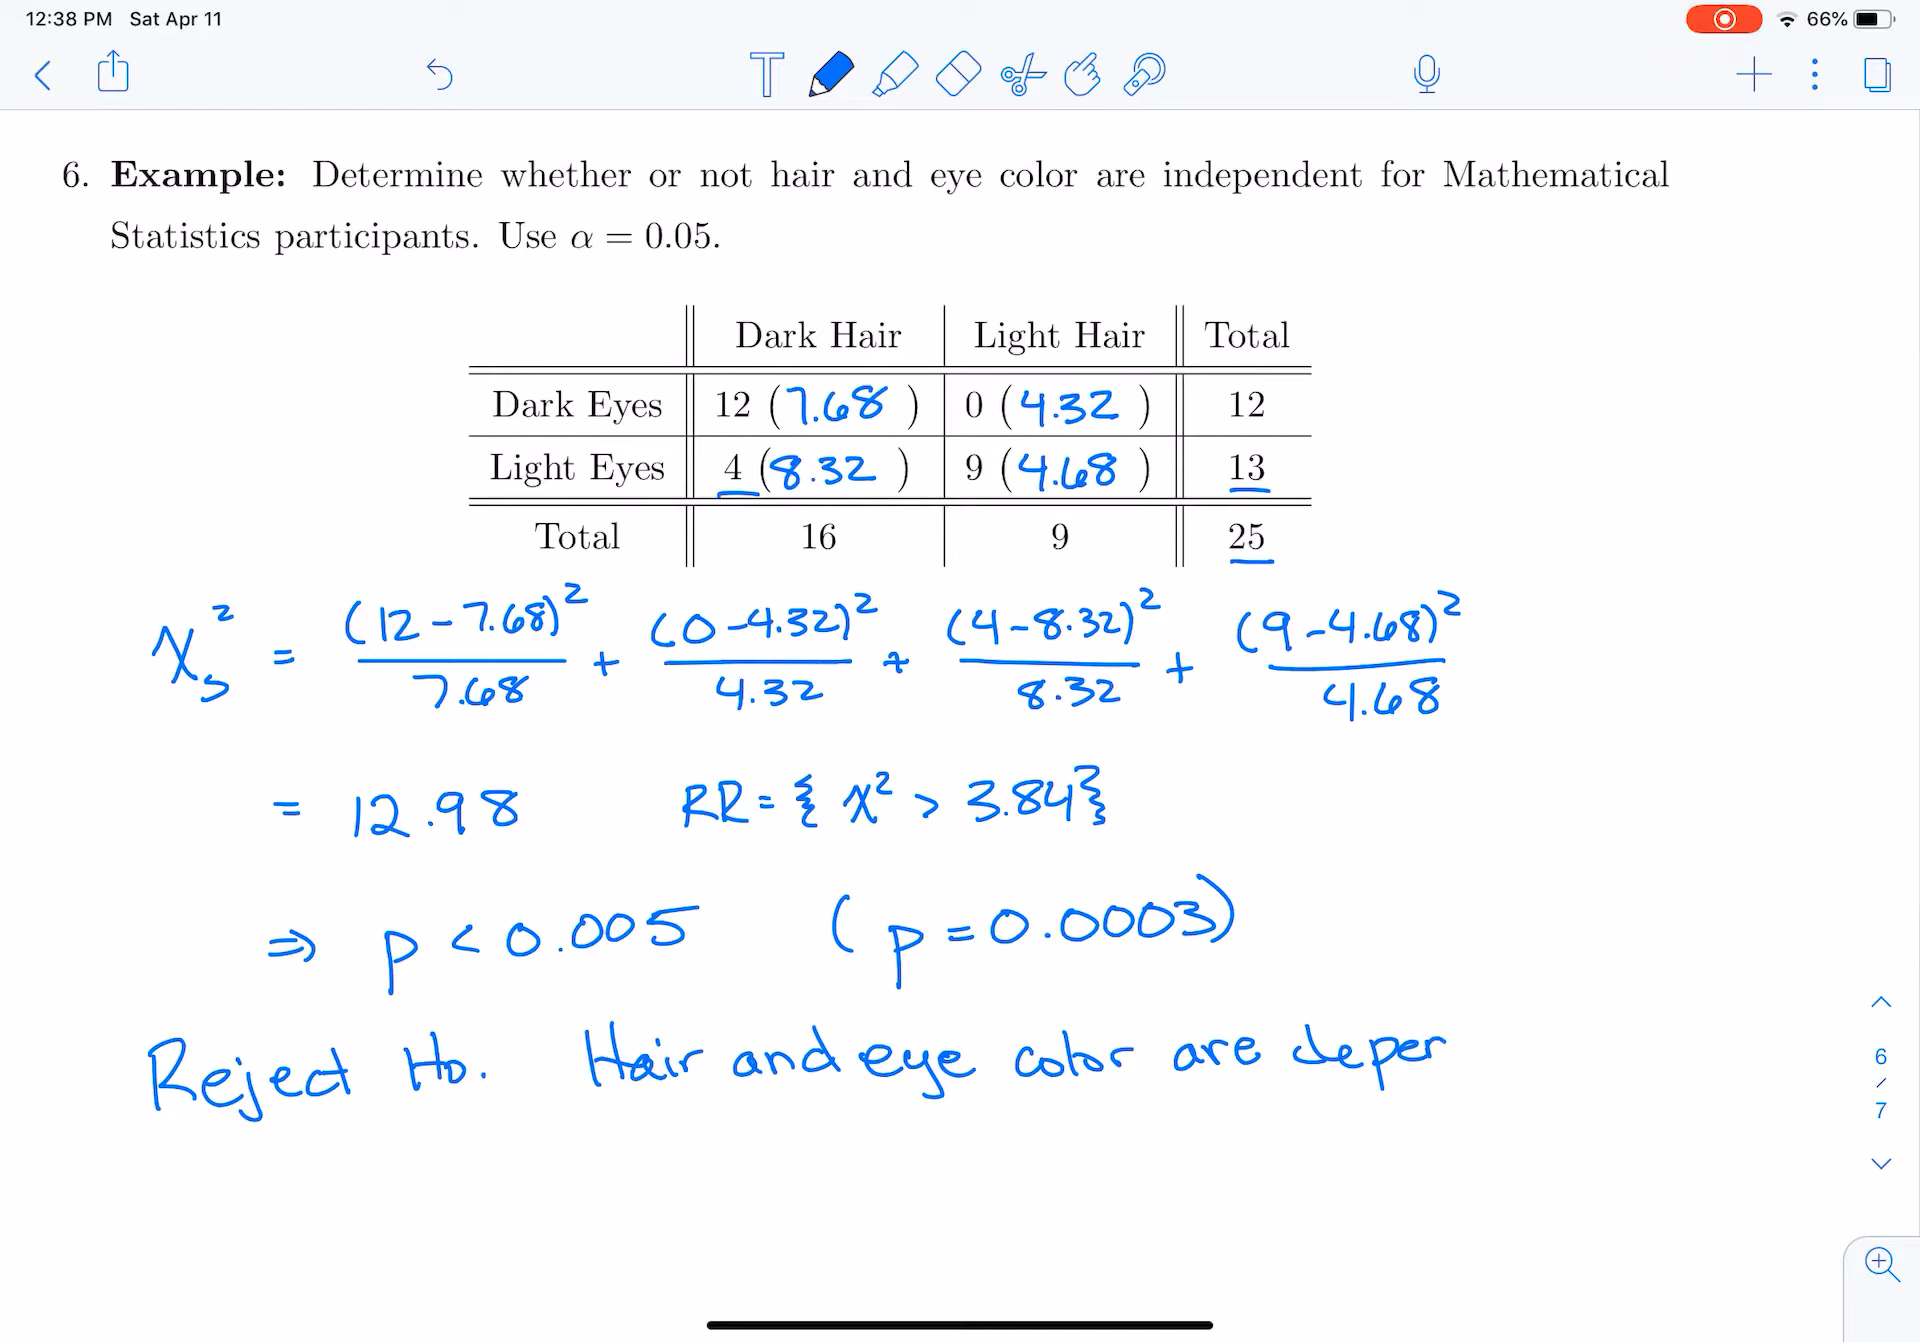 12:38 PM Sat Apr 11
66%
6. Example: Determine whether or not hair and eye color are independent for Mathematical
Statistics participants. Use α = 0.05.
Dark Hair Light Hair Total
Dark Eyes 12 (7.68) 0 (4.32) 12
Light Eyes 4 (8.32) 9 (4.68) 13
Total 16 9 25
χ²ₛ = (12-7.68)²/7.68 + (0-4.32)²/4.32 + (4-8.32)²/8.32 + (9-4.68)²/4.68
= 12.98 RR = { χ² > 3.84}
⇒ p < 0.005 (p=0.0003)
Reject Ho. Hair and eye color are deper
6
/
7